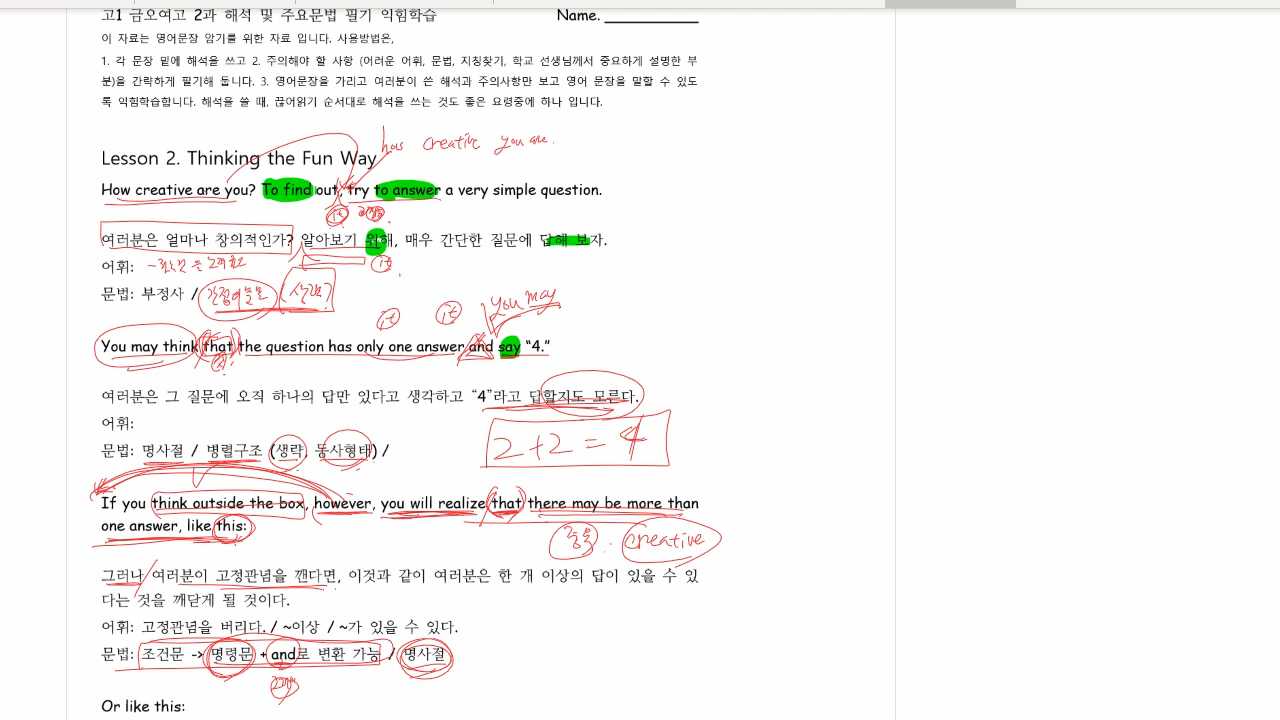 고1 금오여고 2과 해석 및 주요문법 필기 익힘학습 Name.
이 자료는 영어문장 암기를 위한 자료 입니다. 사용방법은,
1. 각 문장 밑에 해석을 쓰고 2. 주의해야 할 사항 (어려운 어휘, 문법, 지칭찾기, 학교 선생님께서 중요하게 설명한 부
분)을 간략하게 필기해 둡니다. 3. 영어문장을 가리고 여러분이 쓴 해석과 주의사항만 보고 영어 문장을 말할 수 있도
록 익힘학습합니다. 해석을 쓸 때, 끊어읽기 순서대로 해석을 쓰는 것도 좋은 요령중에 하나 입니다.
how creative you are.
Lesson 2. Thinking the Fun Way
How creative are you? To find out, try to answer a very simple question.
it
여러분은 얼마나 창의적인가? 알아보기 위해, 매우 간단한 질문에 답해 보자.
어휘: it
문법: 부정사 / 간접의문문 (생략?
it it you may
You may think that the question has only one answer and say “4.”
여러분은 그 질문에 오직 하나의 답만 있다고 생각하고 “4”라고 답할지도 모른다.
어휘:
2+2=4
문법: 명사절 / 병렬구조 (생략, 동사형태) /
If you think outside the box, however, you will realize that there may be more than
one answer, like this:
creative
그러나 여러분이 고정관념을 깬다면, 이것과 같이 여러분은 한 개 이상의 답이 있을 수 있
다는 것을 깨닫게 될 것이다.
어휘: 고정관념을 버리다. / ~이상 / ~가 있을 수 있다.
문법: 조건문 -> 명령문 + and로 변환 가능 / 명사절
Or like this: